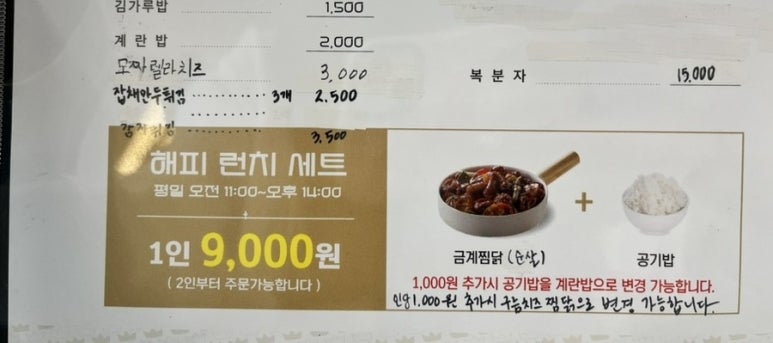 김가루밥 1,500
계란밥 2,000
모짜렐라치즈 3,000
잡채만두튀김 3개 2,500
3,500
복분자 15,000
해피 런치 세트
평일 오전 11:00~오후 14:00
+
1인 9,000원
( 2인부터 주문가능합니다 )
+
금계찜닭 (순살) 공기밥
1,000원 추가시 공기밥을 계란밥으로 변경 가능합니다.
인당 1,000원 추가시 구름치즈 찜닭으로 변경 가능합니다.